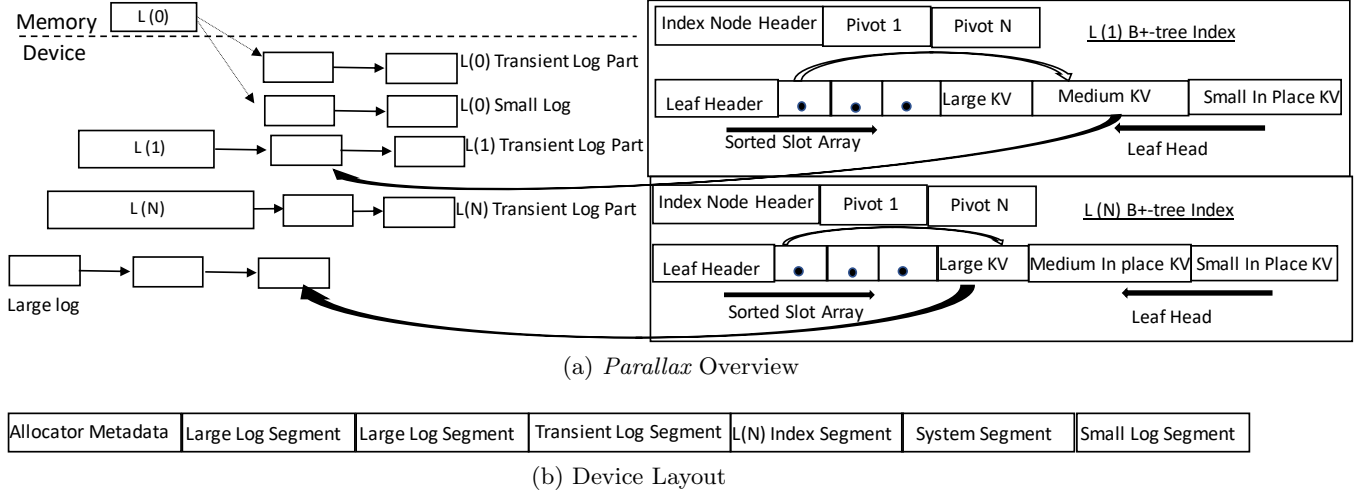 Memory
L (0)
Device
L(0) Transient Log Part
L(0) Small Log
L (1)
L(1) Transient Log Part
L (N)
L(N) Transient Log Part
Large log
Index Node Header Pivot 1 Pivot N
L (1) B+-tree Index
Leaf Header Large KV Medium KV Small In Place KV
Sorted Slot Array
Leaf Head
Index Node Header Pivot 1 Pivot N
L (N) B+-tree Index
Leaf Header Large KV Medium In place KV Small In Place KV
Sorted Slot Array
Leaf Head
(a) Parallax Overview
Allocator Metadata Large Log Segment Large Log Segment Transient Log Segment L(N) Index Segment System Segment Small Log Segment
(b) Device Layout